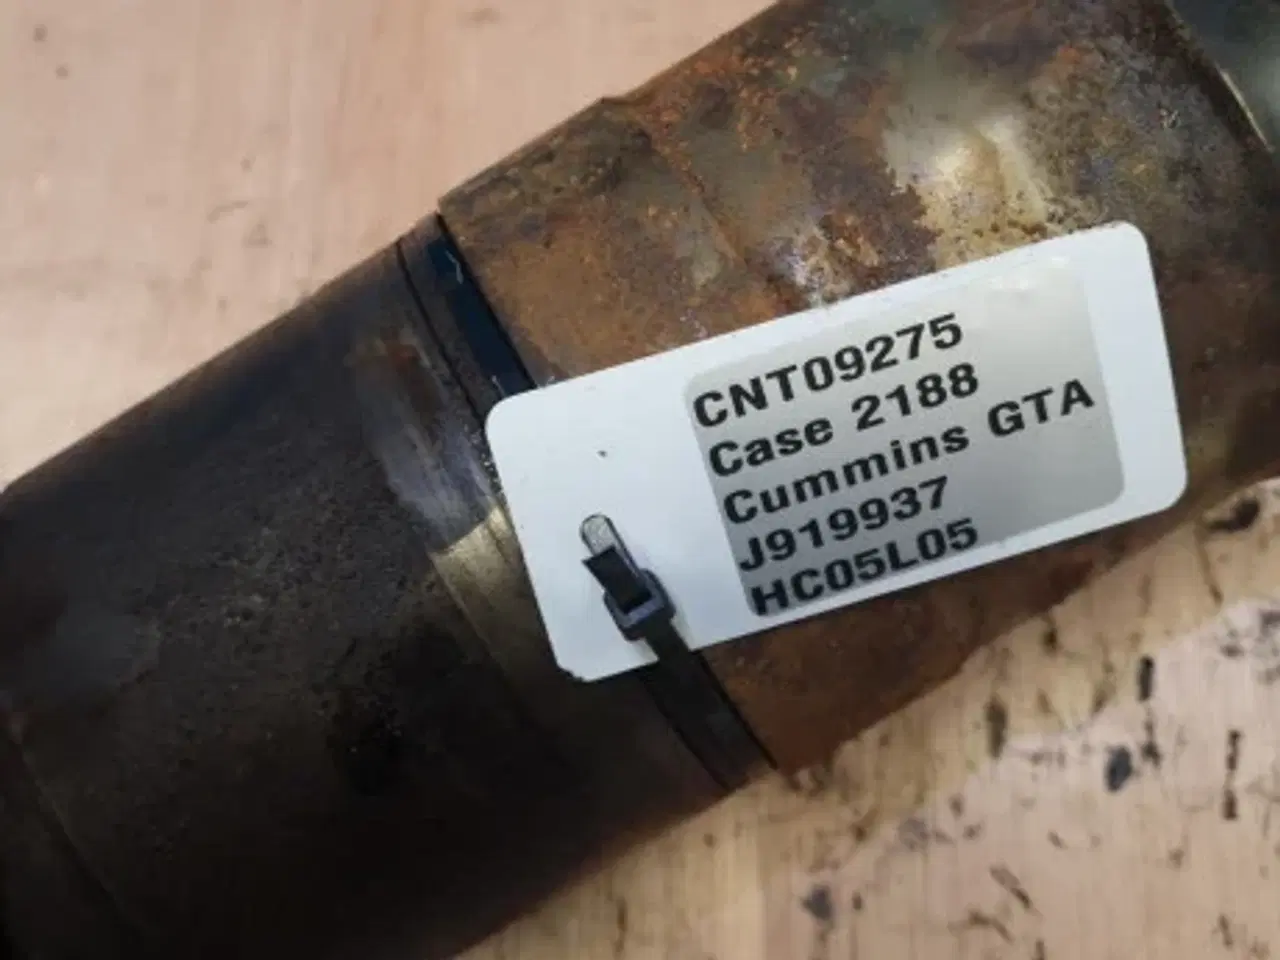 CNT09275
Case 2188
Cummins GTA
J919937
HC05L05